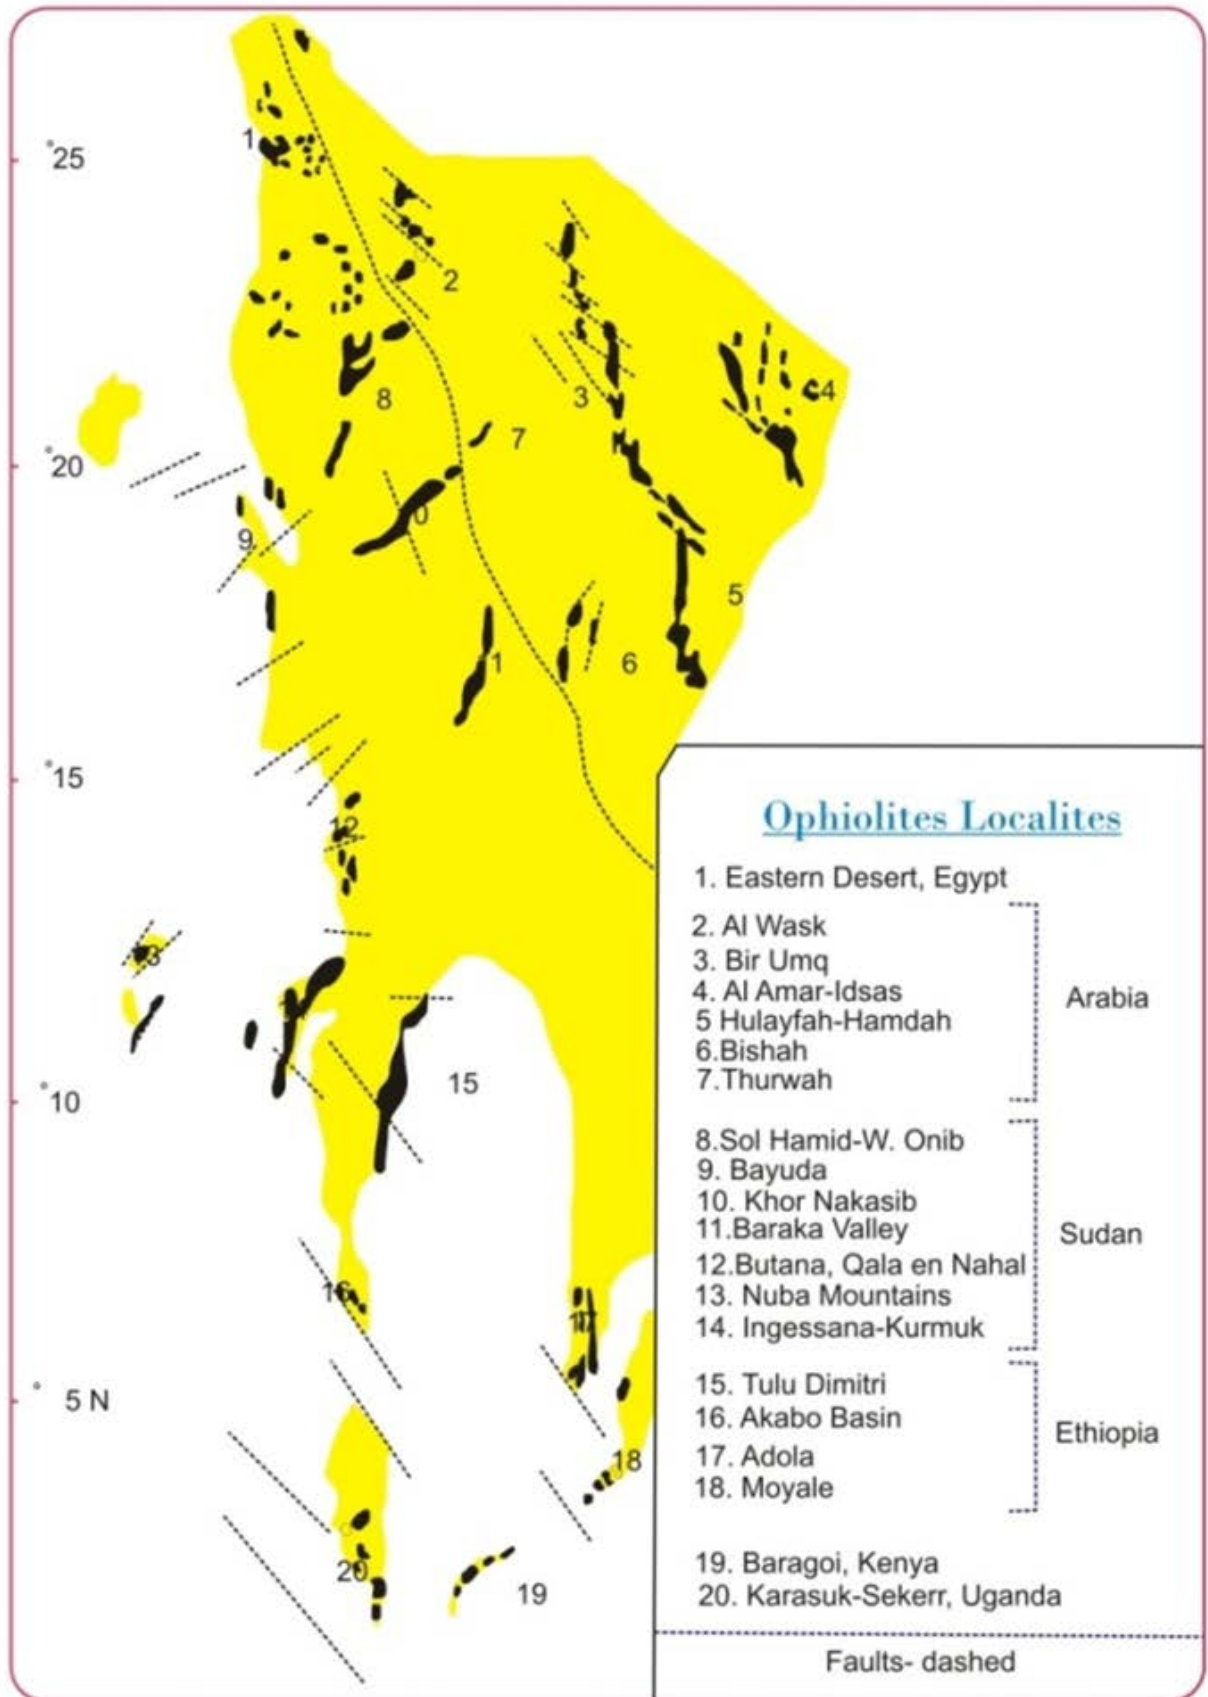 1
°25
2
3
4
8
7
°20
0
9
5
1
6
°15
12
3
°10
15
16
17
°5 N
18
20
19
Ophiolites Localites
1. Eastern Desert, Egypt
2. Al Wask
3. Bir Umq
4. Al Amar-Idsas
5 Hulayfah-Hamdah
6.Bishah
7.Thurwah
Arabia
8.Sol Hamid-W. Onib
9. Bayuda
10. Khor Nakasib
11.Baraka Valley
12.Butana, Qala en Nahal
13. Nuba Mountains
14. Ingessana-Kurmuk
Sudan
15. Tulu Dimitri
16. Akabo Basin
17. Adola
18. Moyale
Ethiopia
19. Baragoi, Kenya
20. Karasuk-Sekerr, Uganda
Faults- dashed